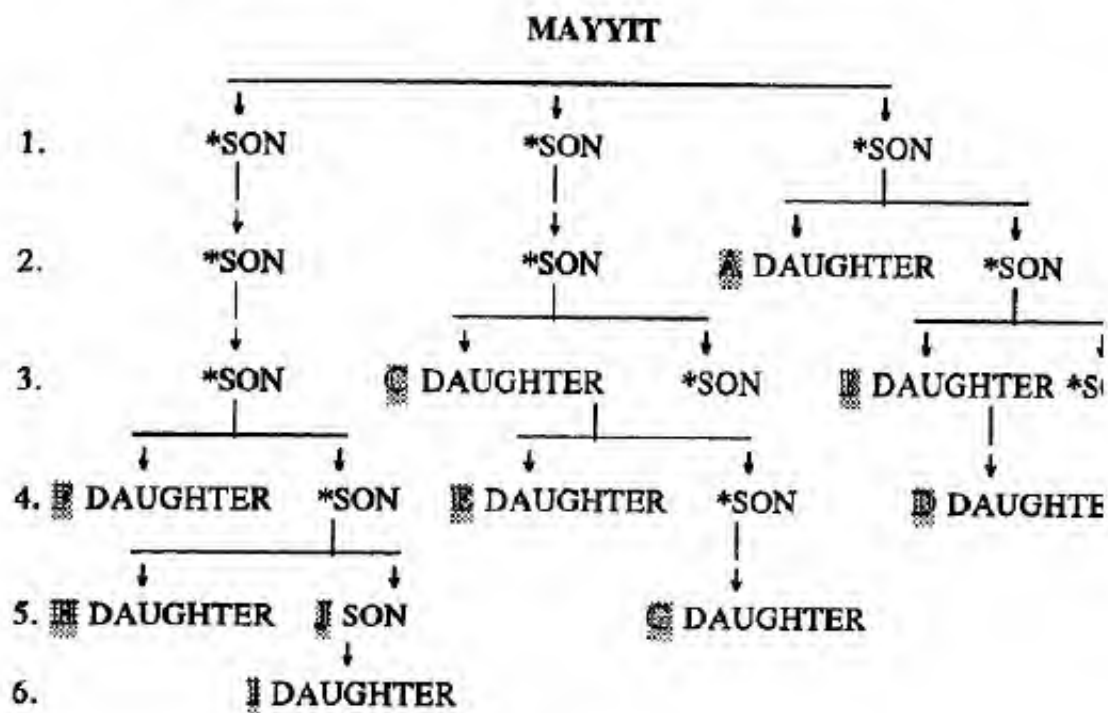 MAYYIT
1. *SON *SON *SON
2. *SON *SON A DAUGHTER *SON
3. *SON C DAUGHTER *SON B DAUGHTER
4. F DAUGHTER *SON E DAUGHTER *SON D DAUGHTE
5. H DAUGHTER J SON G DAUGHTER
6. I DAUGHTER